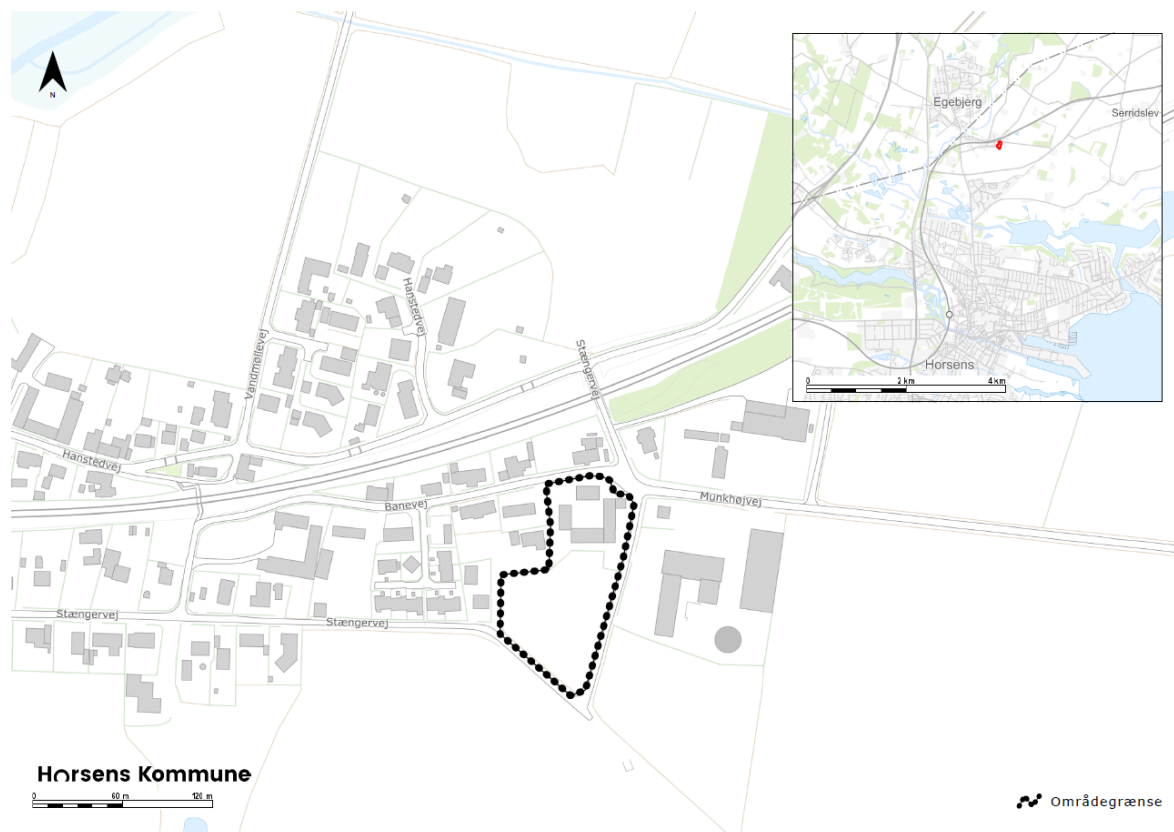 N
Egebjerg
Serridslev
Horsens
0 2 km 4 km
Hanstedvej
Vandmøllevej
Stængervej
Hanstedvej
Banevej
Munkhøjvej
Stængervej
Stængervej
Horsens Kommune
0 60 m 120 m
Områdegrænse